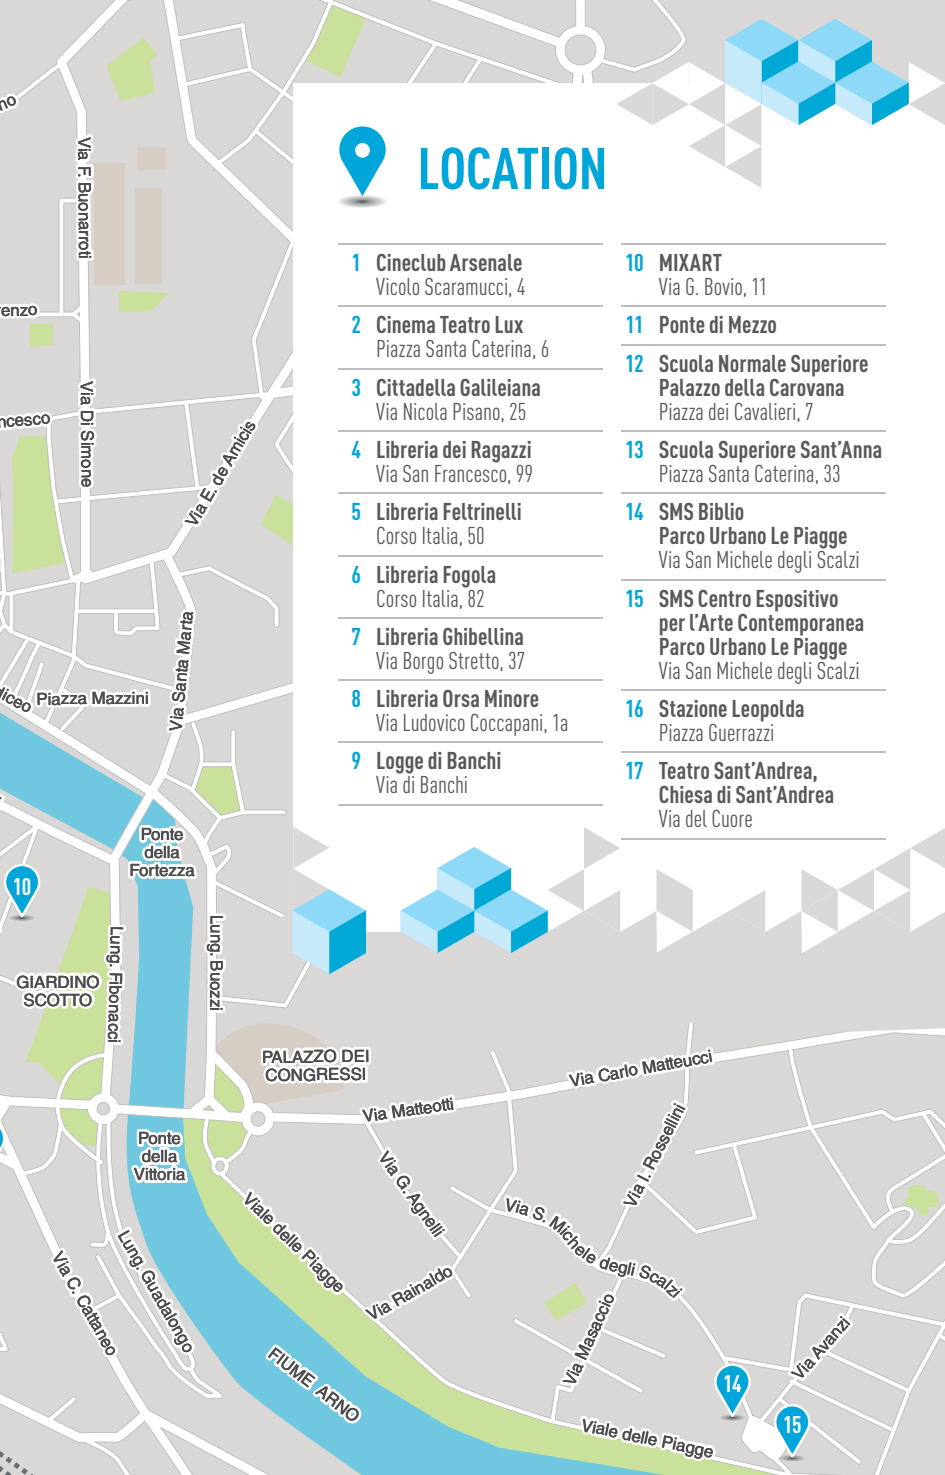 LOCATION
1 Cineclub Arsenale
Vicolo Scaramucci, 4
2 Cinema Teatro Lux
Piazza Santa Caterina, 6
3 Cittadella Galileiana
Via Nicola Pisano, 25
4 Libreria dei Ragazzi
Via San Francesco, 99
5 Libreria Feltrinelli
Corso Italia, 50
6 Libreria Fogola
Corso Italia, 82
7 Libreria Ghibellina
Via Borgo Stretto, 37
8 Libreria Orsa Minore
Via Ludovico Coccapani, 1a
9 Logge di Banchi
Via di Banchi
10 MIXART
Via G. Bovio, 11
11 Ponte di Mezzo
12 Scuola Normale Superiore
Palazzo della Carovana
Piazza dei Cavalieri, 7
13 Scuola Superiore Sant'Anna
Piazza Santa Caterina, 33
14 SMS Biblio
Parco Urbano Le Piagge
Via San Michele degli Scalzi
15 SMS Centro Espositivo
per l'Arte Contemporanea
Parco Urbano Le Piagge
Via San Michele degli Scalzi
16 Stazione Leopolda
Piazza Guerrazzi
17 Teatro Sant'Andrea,
Chiesa di Sant'Andrea
Via del Cuore
no
Via F. Buonarroti
enzo
Via Di Simone
ncesco
Via E. de Amicis
Via Santa Marta
diceo
Piazza Mazzini
Ponte
della
Fortezza
10
Lung. Fibonacci
Lung. Buozzi
GIARDINO
SCOTTO
PALAZZO DEI
CONGRESSI
Via Carlo Matteucci
Via Matteotti
Ponte
della
Vittoria
Via G. Agnelli
Via I. Rossellini
Viale delle Piagge
Via S. Michele degli Scalzi
Via C. Cattaneo
Lung. Guadalongo
Via Rainaldo
Via Masaccio
Via Avanzi
FIUME ARNO
14
15
Viale delle Piagge